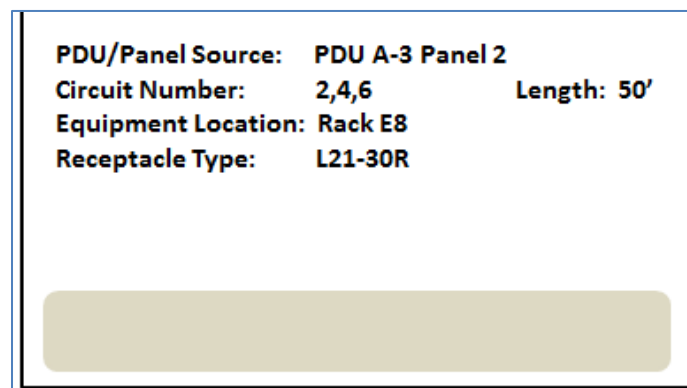 PDU/Panel Source: PDU A-3 Panel 2
Circuit Number: 2,4,6 Length: 50’
Equipment Location: Rack E8
Receptacle Type: L21-30R